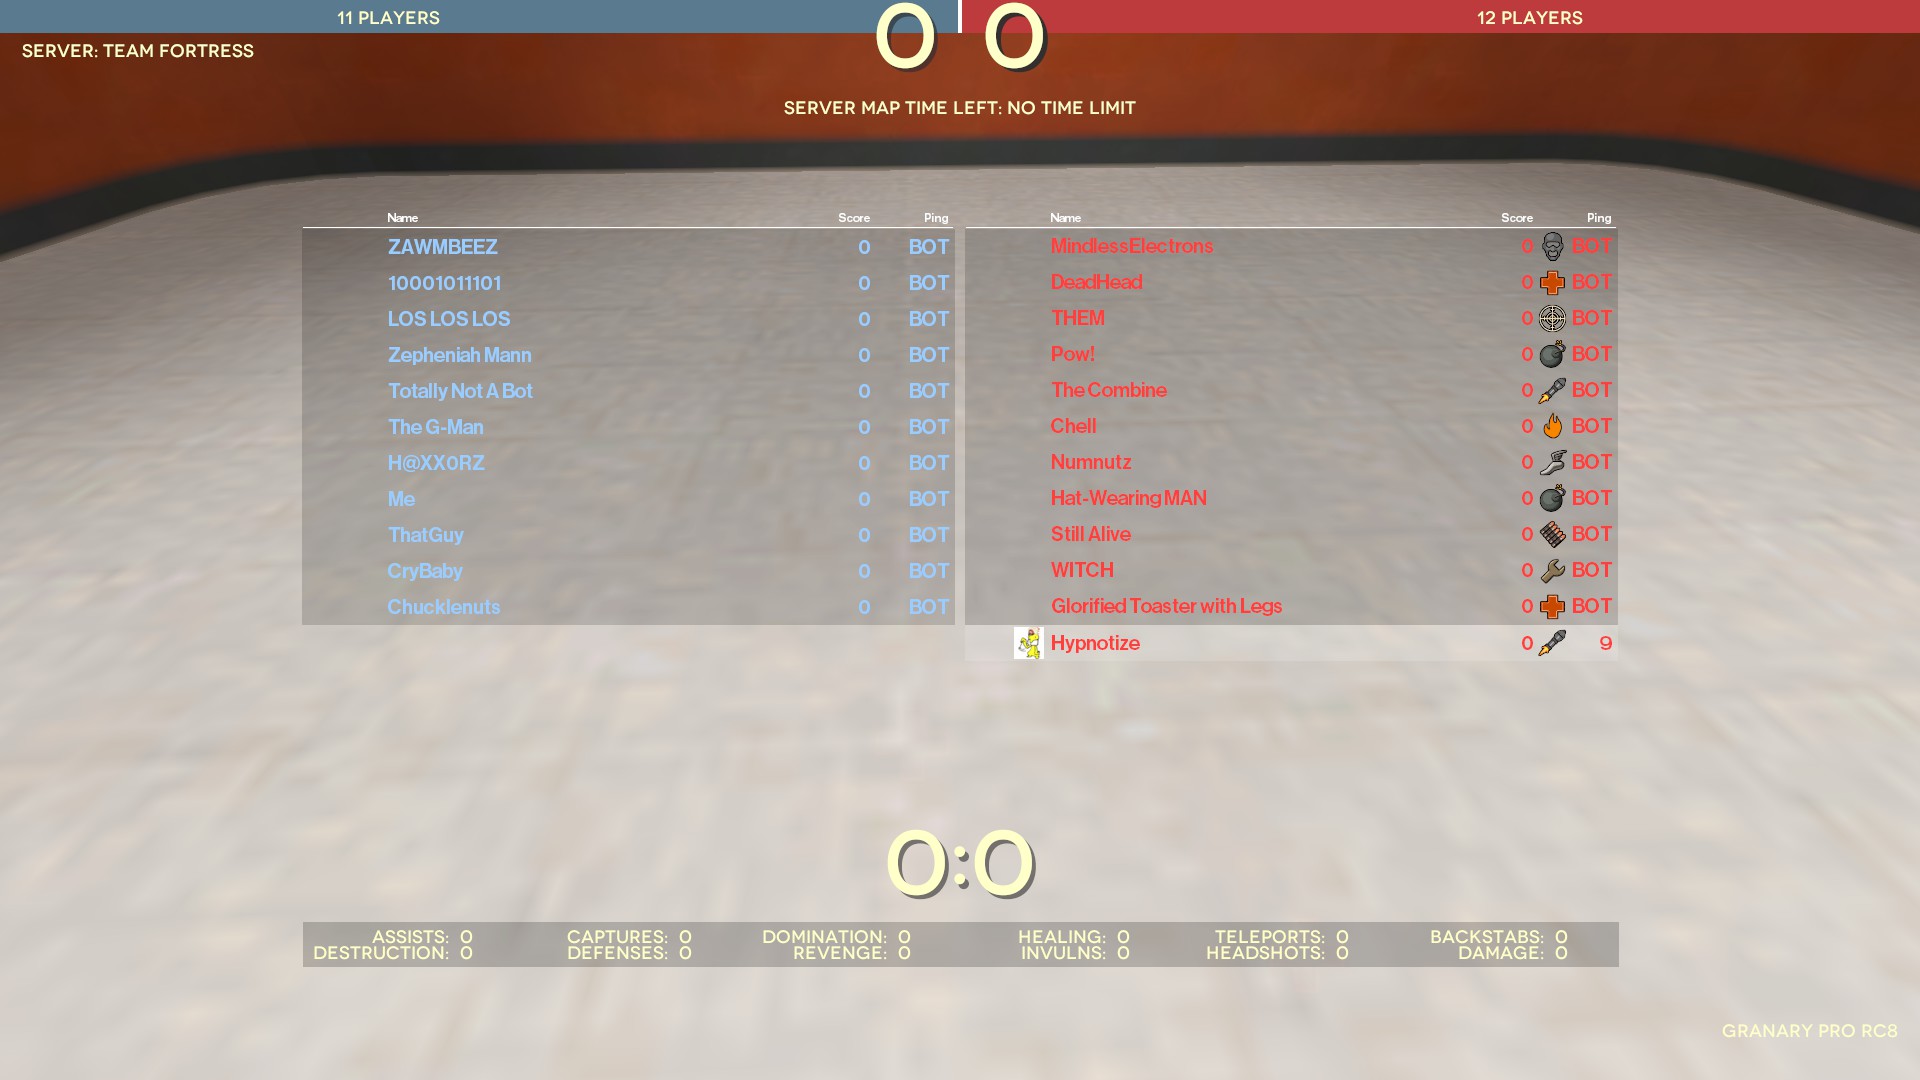 11 PLAYERS
0 0
12 PLAYERS
SERVER: TEAM FORTRESS
SERVER MAP TIME LEFT: NO TIME LIMIT
Name Score Ping
ZAWMBEEZ 0 BOT
10001011101 0 BOT
LOS LOS LOS 0 BOT
Zepheniah Mann 0 BOT
Totally Not A Bot 0 BOT
The G-Man 0 BOT
H@XX0RZ 0 BOT
Me 0 BOT
ThatGuy 0 BOT
CryBaby 0 BOT
Chucklenuts 0 BOT
Name Score Ping
MindlessElectrons 0 BOT
DeadHead 0 BOT
THEM 0 BOT
Pow! 0 BOT
The Combine 0 BOT
Chell 0 BOT
Numnutz 0 BOT
Hat-Wearing MAN 0 BOT
Still Alive 0 BOT
WITCH 0 BOT
Glorified Toaster with Legs 0 BOT
Hypnotize 0 9
0:0
ASSISTS: 0 CAPTURES: 0 DOMINATION: 0 HEALING: 0 TELEPORTS: 0 BACKSTABS: 0
DESTRUCTION: 0 DEFENSES: 0 REVENGE: 0 INVULNS: 0 HEADSHOTS: 0 DAMAGE: 0
GRANARY PRO RC8